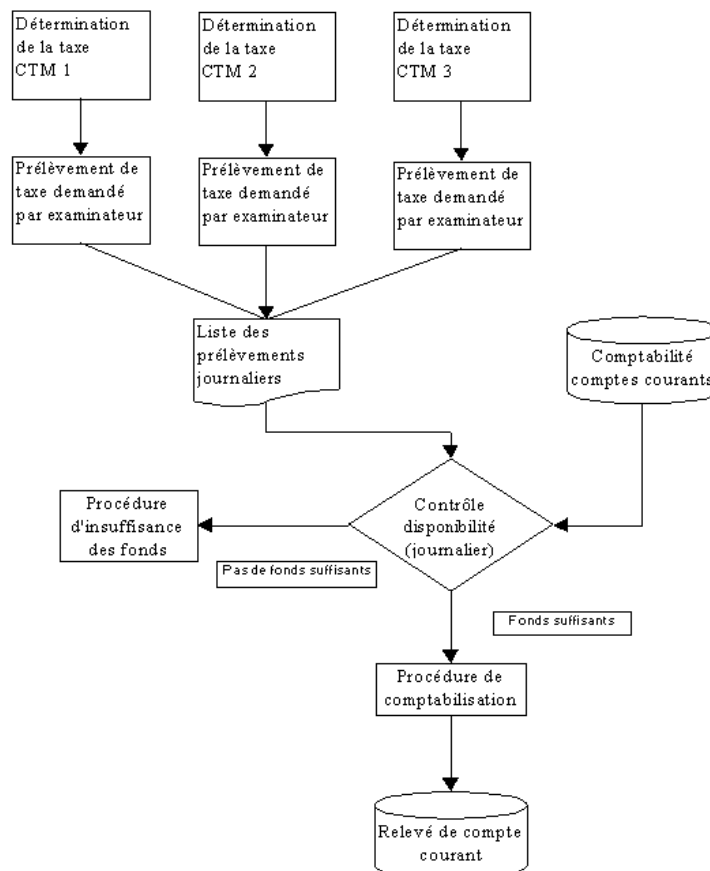 Détermination
de la taxe
CTM 1
Détermination
de la taxe
CTM 2
Détermination
de la taxe
CTM 3
Prélèvement de
taxe demandé
par examinateur
Prélèvement de
taxe demandé
par examinateur
Prélèvement de
taxe demandé
par examinateur
Liste des
prélèvements
journaliers
Comptabilité
comptes courants
Contrôle
disponibilité
(journalier)
Procédure
d'insuffisance
des fonds
Pas de fonds suffisants
Fonds suffisants
Procédure de
comptabilisation
Relevé de compte
courant